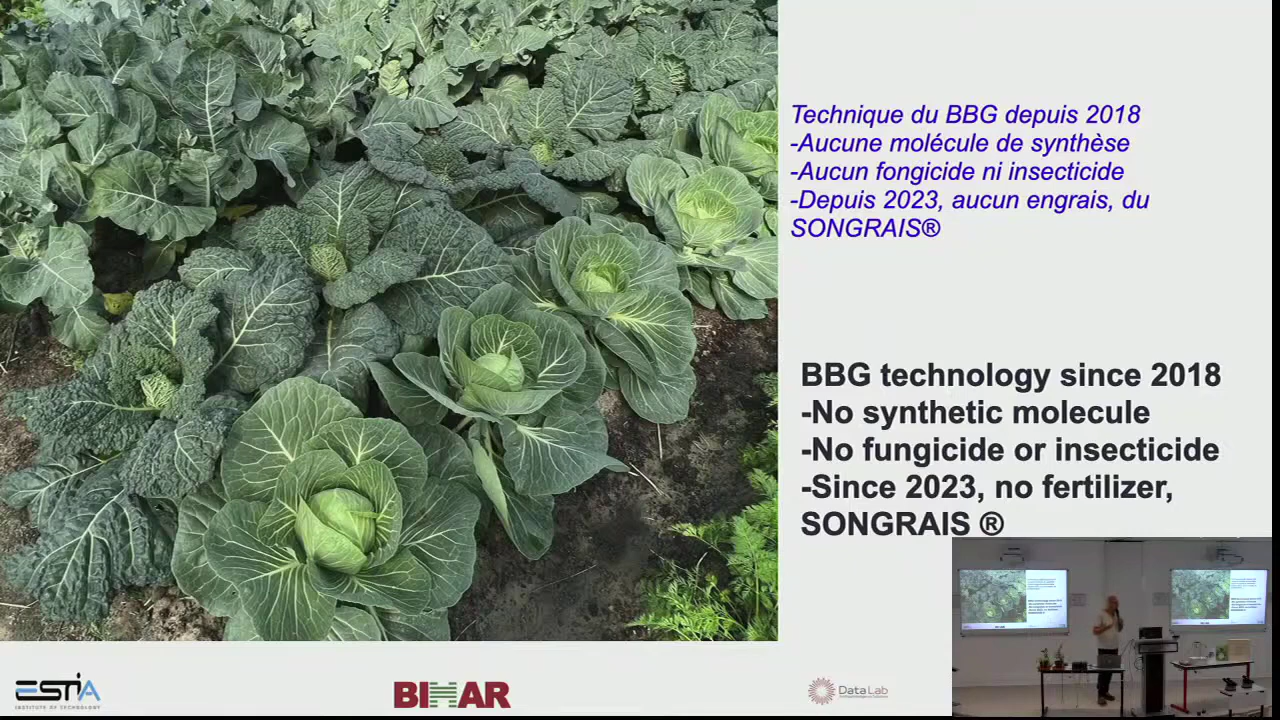 Technique du BBG depuis 2018
-Aucune molécule de synthèse
-Aucun fongicide ni insecticide
-Depuis 2023, aucun engrais, du
SONGRAIS®
BBG technology since 2018
-No synthetic molecule
-No fungicide or insecticide
-Since 2023, no fertilizer,
SONGRAIS ®
ESTIA
INSTITUTE OF TECHNOLOGY
BIHAR
DataLab